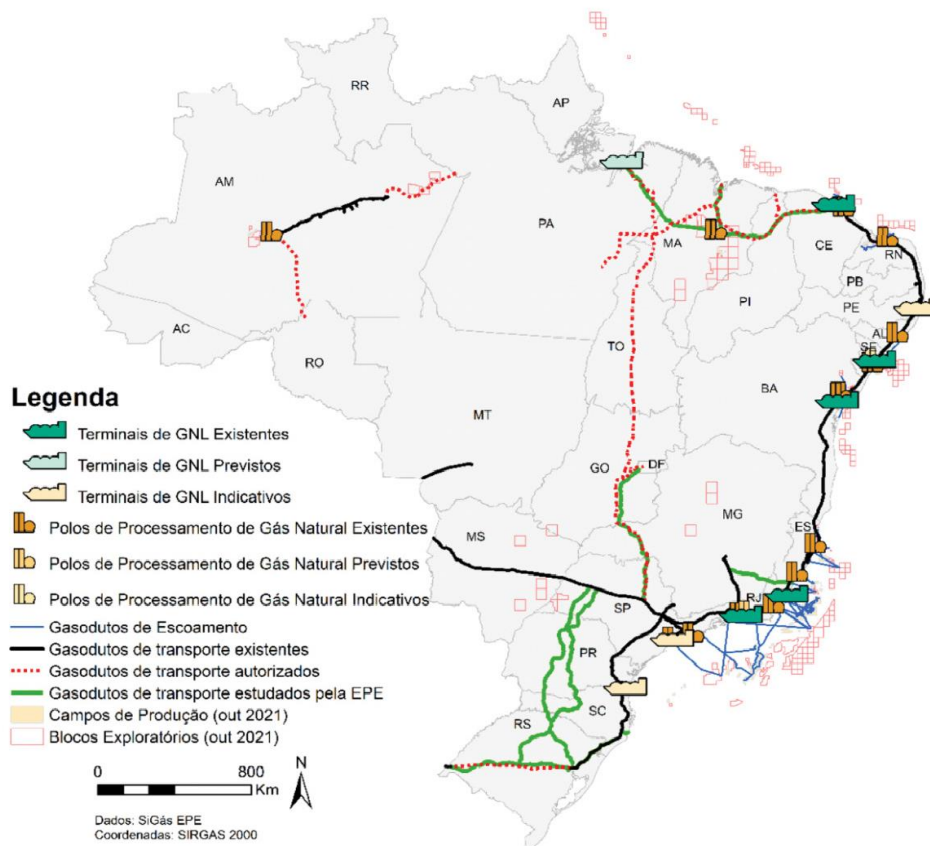 RR
AP
AM
PA
MA
CE
RN
PB
PE
PI
AL
SE
AC
RO
TO
BA
MT
Legenda
Terminais de GNL Existentes
Terminais de GNL Previstos
Terminais de GNL Indicativos
Polos de Processamento de Gás Natural Existentes
Polos de Processamento de Gás Natural Previstos
Polos de Processamento de Gás Natural Indicativos
Gasodutos de Escoamento
Gasodutos de transporte existentes
Gasodutos de transporte autorizados
Gasodutos de transporte estudados pela EPE
Campos de Produção (out 2021)
Blocos Exploratórios (out 2021)
GO
DF
MG
ES
MS
SP
RJ
PR
SC
RS
0 800
Km
N
Dados: SiGás EPE
Coordenadas: SIRGAS 2000